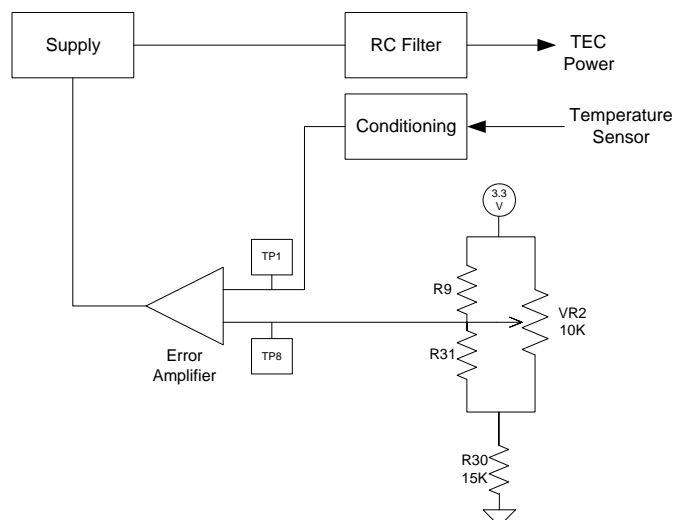 Supply
RC Filter
TEC
Power
Conditioning
Temperature
Sensor
3.3
V
TP1
R9
VR2
10K
TP8
R31
Error
Amplifier
R30
15K